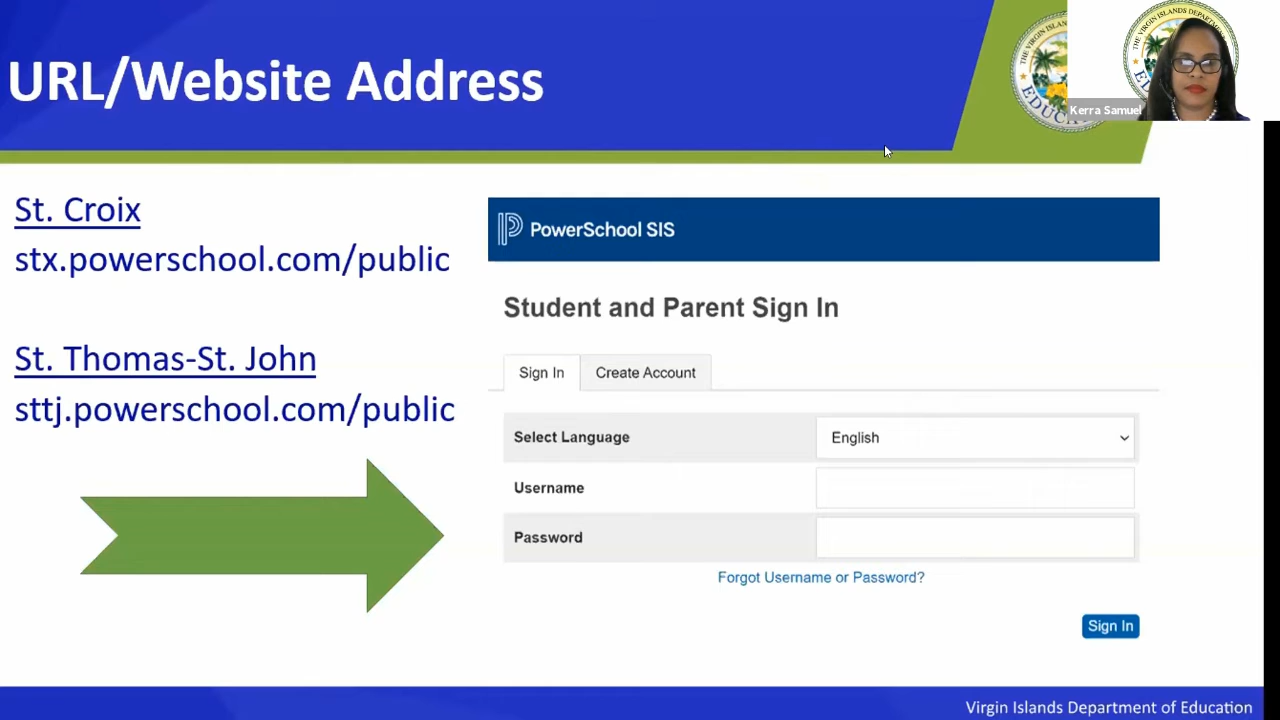 URL/Website Address
Kerra Samuel
St. Croix
stx.powerschool.com/public
St. Thomas-St. John
sttj.powerschool.com/public
PowerSchool SIS
Student and Parent Sign In
Sign In
Create Account
Select Language
English
Username
Password
Forgot Username or Password?
Sign In
Virgin Islands Department of Education